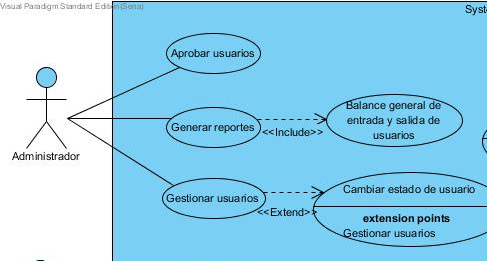 Visual Paradigm Standard Edition(Sena)
Syst
Aprobar usuarios
Balance general de
entrada y salida de
usuarios
Generar reportes
<<Include>>
Administrador
Gestionar usuarios
<<Extend>>
Cambiar estado de usuario
extension points
Gestionar usuarios